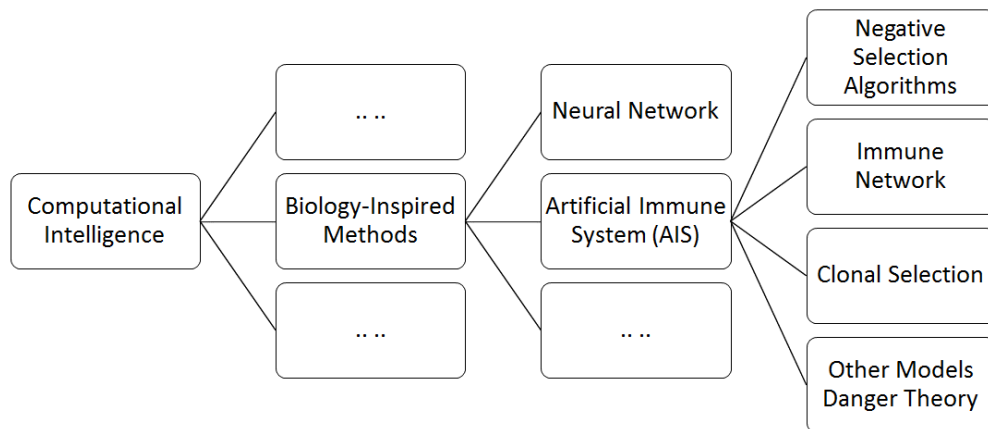 Computational
Intelligence
.. ..
Biology-Inspired
Methods
.. ..
Neural Network
Artificial Immune
System (AIS)
.. ..
Negative
Selection
Algorithms
Immune
Network
Clonal Selection
Other Models
Danger Theory